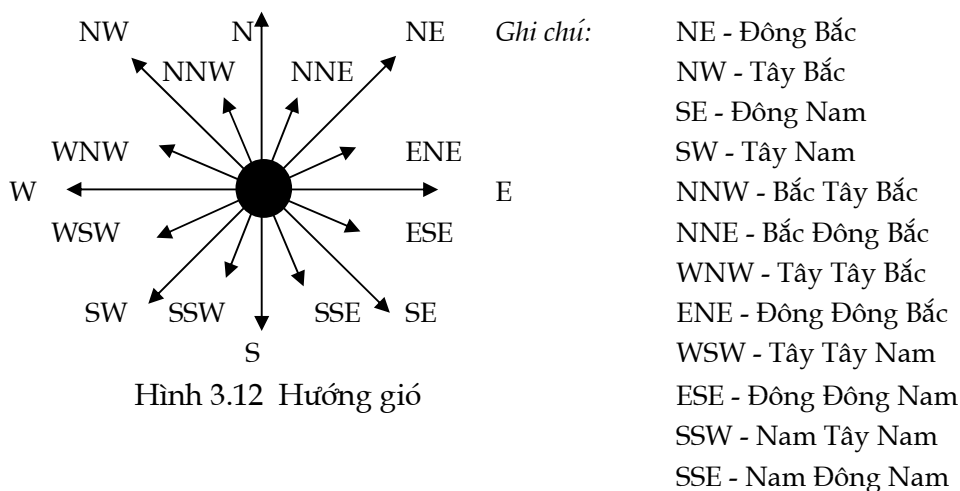 NW N NE Ghi chú: NE - Đông Bắc
NNW NNE NW - Tây Bắc
SE - Đông Nam
WNW ENE SW - Tây Nam
W E NNW - Bắc Tây Bắc
WSW ESE NNE - Bắc Đông Bắc
WNW - Tây Tây Bắc
SW SSW SSE SE ENE - Đông Đông Bắc
S WSW - Tây Tây Nam
Hình 3.12 Hướng gió ESE - Đông Đông Nam
SSW - Nam Tây Nam
SSE - Nam Đông Nam